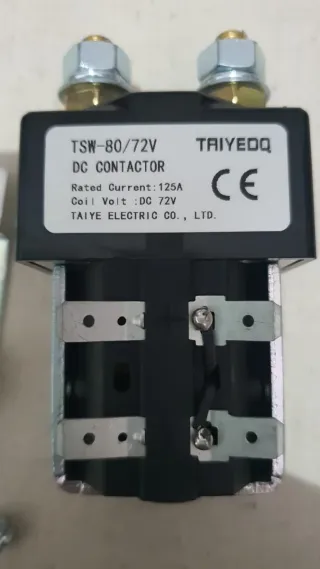 TSW-80/72V TAIYEDQ
DC CONTACTOR
Rated Current:125A
Coil Volt :DC 72V
TAIYE ELECTRIC CO., LTD.
CE